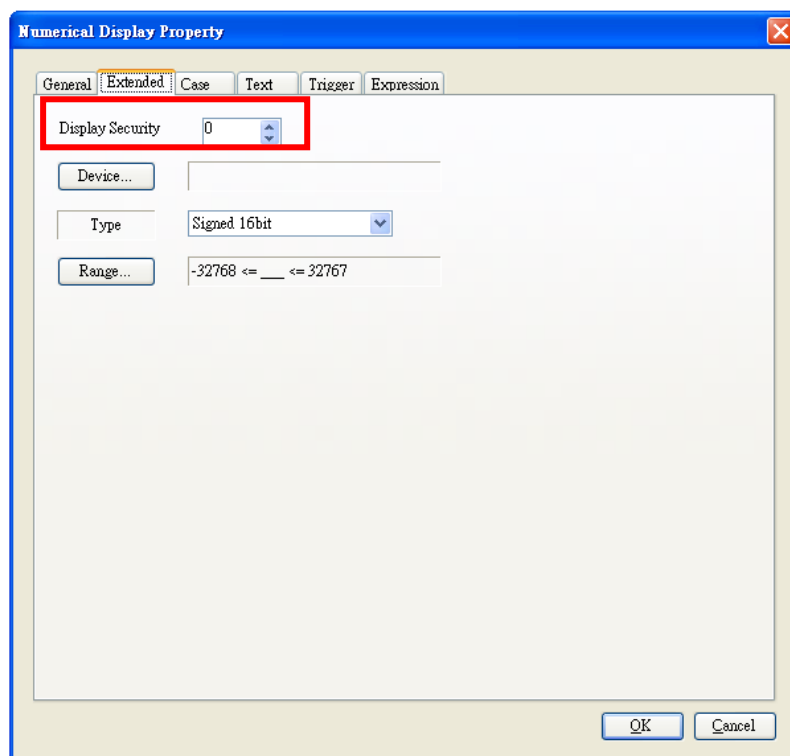 Numerical Display Property
General Extended Case Text Trigger Expression
Display Security 0
Device...
Type Signed 16bit
Range... -32768 <= ___ <= 32767
OK Cancel